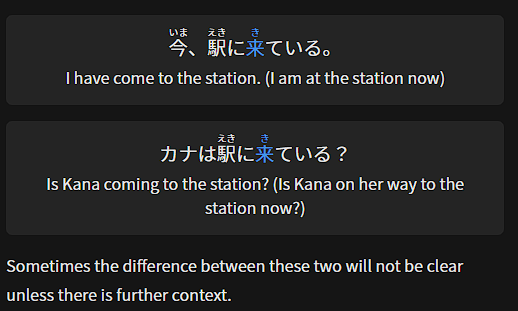 いま えき き
今、駅に来ている。
I have come to the station. (I am at the station now)
えき き
カナは駅に来ている？
Is Kana coming to the station? (Is Kana on her way to the
station now?)
Sometimes the difference between these two will not be clear
unless there is further context.